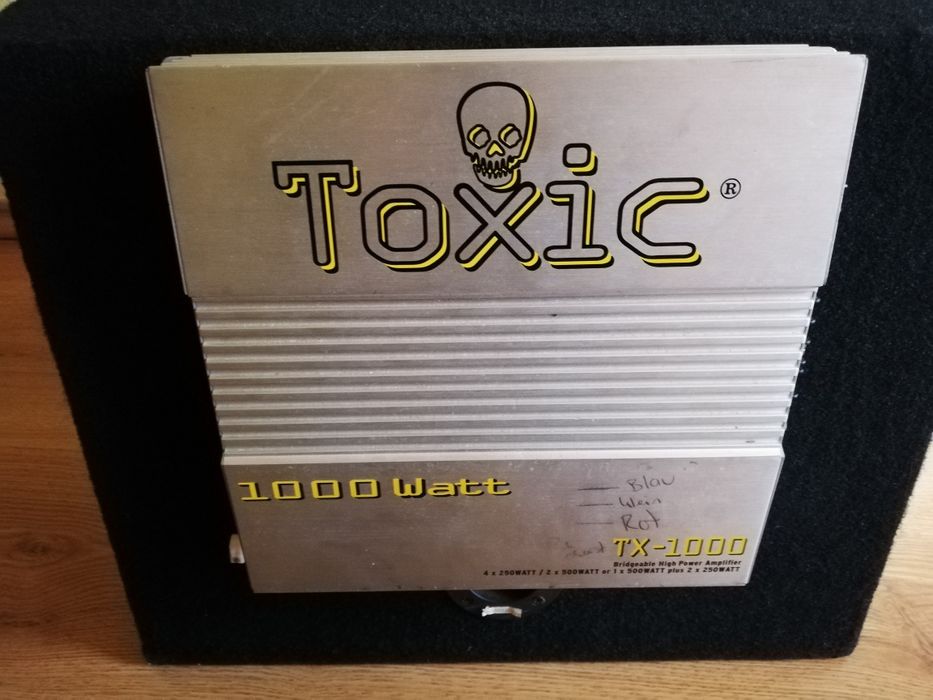 Toxic®
1000 Watt
Blau
Rot
TX-1000
Bridgeable High Power Amplifier
4 x 250WATT / 2 x 500WATT or 1 x 500WATT plus 2 x 250WATT